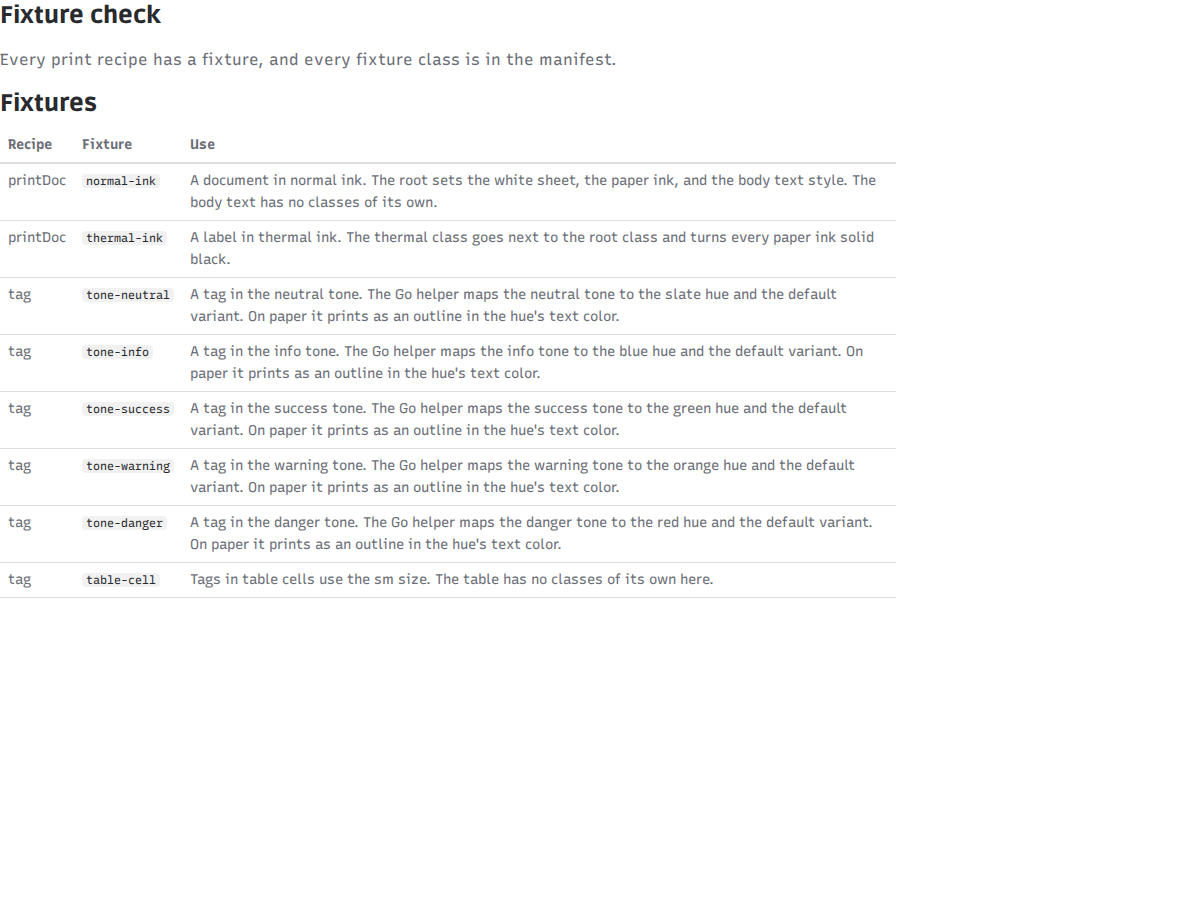 Fixture check
Every print recipe has a fixture, and every fixture class is in the manifest.
Fixtures
Recipe Fixture Use
printDoc normal-ink A document in normal ink. The root sets the white sheet, the paper ink, and the body text style. The
body text has no classes of its own.
printDoc thermal-ink A label in thermal ink. The thermal class goes next to the root class and turns every paper ink solid
black.
tag tone-neutral A tag in the neutral tone. The Go helper maps the neutral tone to the slate hue and the default
variant. On paper it prints as an outline in the hue's text color.
tag tone-info A tag in the info tone. The Go helper maps the info tone to the blue hue and the default variant. On
paper it prints as an outline in the hue's text color.
tag tone-success A tag in the success tone. The Go helper maps the success tone to the green hue and the default
variant. On paper it prints as an outline in the hue's text color.
tag tone-warning A tag in the warning tone. The Go helper maps the warning tone to the orange hue and the default
variant. On paper it prints as an outline in the hue's text color.
tag tone-danger A tag in the danger tone. The Go helper maps the danger tone to the red hue and the default variant.
On paper it prints as an outline in the hue's text color.
tag table-cell Tags in table cells use the sm size. The table has no classes of its own here.